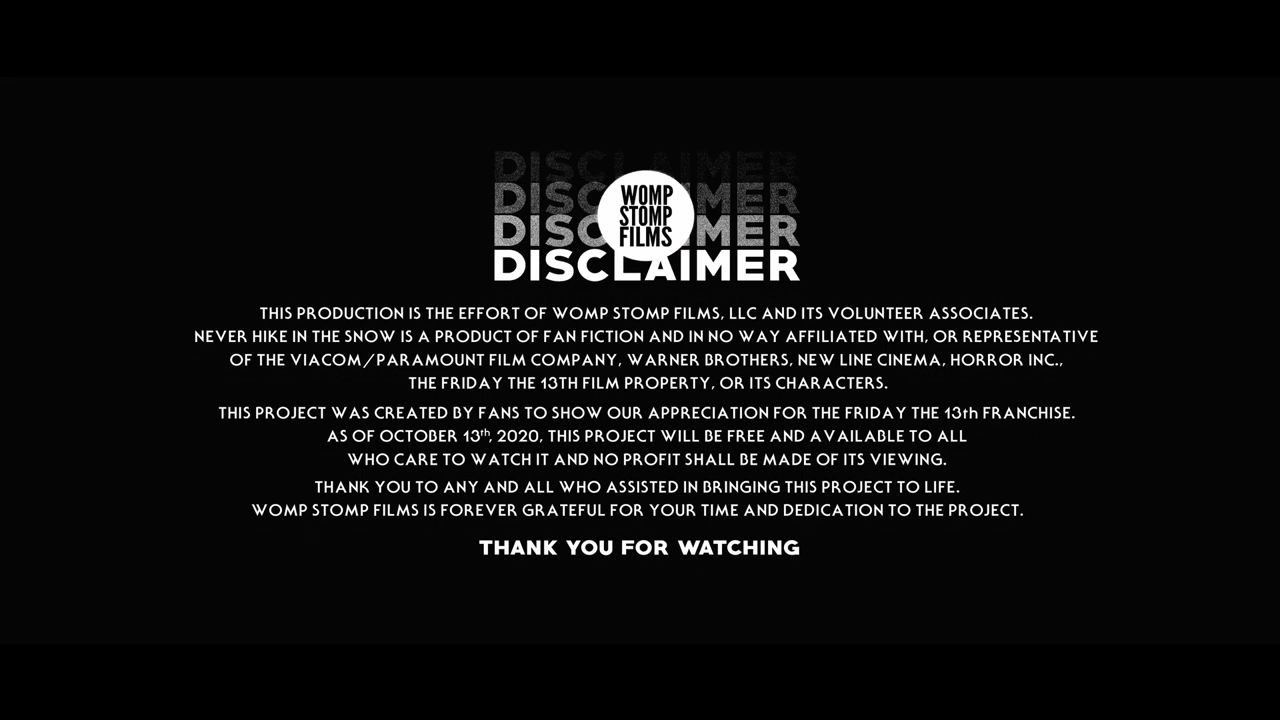 DISCLAIMER
DISCLAIMER
DISCLAIMER
WOMP
STOMP
FILMS
DISCLAIMER
THIS PRODUCTION IS THE EFFORT OF WOMP STOMP FILMS, LLC AND ITS VOLUNTEER ASSOCIATES.
NEVER HIKE IN THE SNOW IS A PRODUCT OF FAN FICTION AND IN NO WAY AFFILIATED WITH, OR REPRESENTATIVE
OF THE VIACOM/PARAMOUNT FILM COMPANY, WARNER BROTHERS, NEW LINE CINEMA, HORROR INC.,
THE FRIDAY THE 13TH FILM PROPERTY, OR ITS CHARACTERS.
THIS PROJECT WAS CREATED BY FANS TO SHOW OUR APPRECIATION FOR THE FRIDAY THE 13th FRANCHISE.
AS OF OCTOBER 13th, 2020, THIS PROJECT WILL BE FREE AND AVAILABLE TO ALL
WHO CARE TO WATCH IT AND NO PROFIT SHALL BE MADE OF ITS VIEWING.
THANK YOU TO ANY AND ALL WHO ASSISTED IN BRINGING THIS PROJECT TO LIFE.
WOMP STOMP FILMS IS FOREVER GRATEFUL FOR YOUR TIME AND DEDICATION TO THE PROJECT.
THANK YOU FOR WATCHING